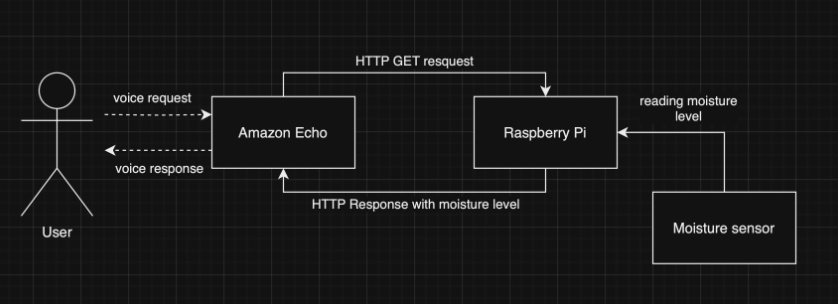 HTTP GET resquest
voice request
Amazon Echo
Raspberry Pi
reading moisture
level
voice response
HTTP Response with moisture level
User
Moisture sensor